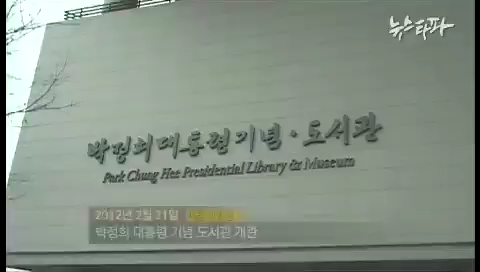 뉴스타파
박정희대통령기념·도서관
Park Chung Hee Presidential Library & Museum
2012년 2월 21일
박정희 대통령 기념 도서관 개관